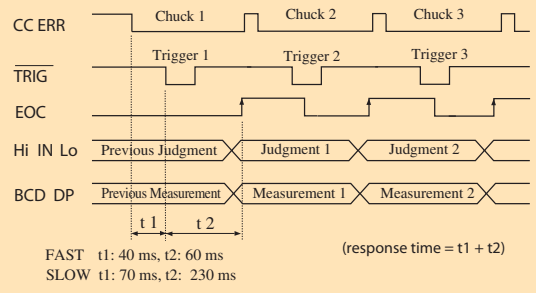 CC ERR Chuck 1 Chuck 2 Chuck 3
TRIG Trigger 1 Trigger 2 Trigger 3
EOC
Hi IN Lo Previous Judgment Judgment 1 Judgment 2
BCD DP Previous Measurement Measurement 1 Measurement 2
t 1 t 2
FAST t1: 40 ms, t2: 60 ms (response time = t1 + t2)
SLOW t1: 70 ms, t2: 230 ms